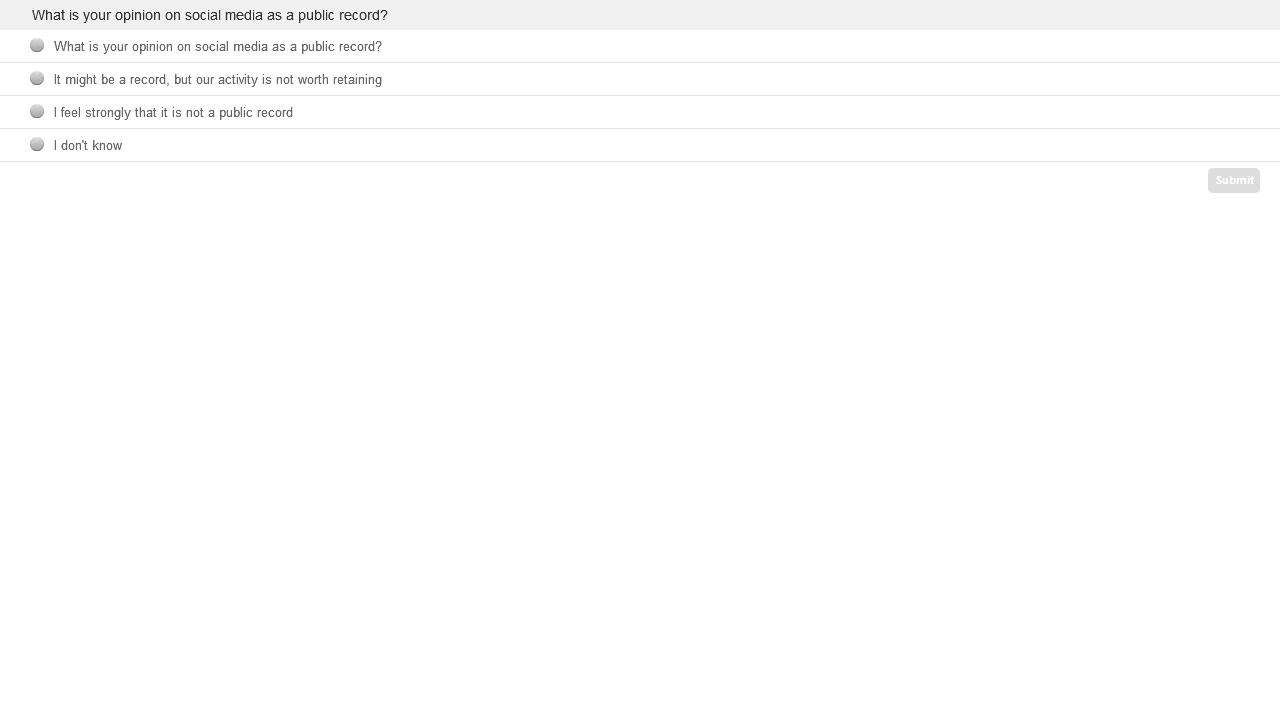 What is your opinion on social media as a public record?
What is your opinion on social media as a public record?
It might be a record, but our activity is not worth retaining
I feel strongly that it is not a public record
I don't know
Submit